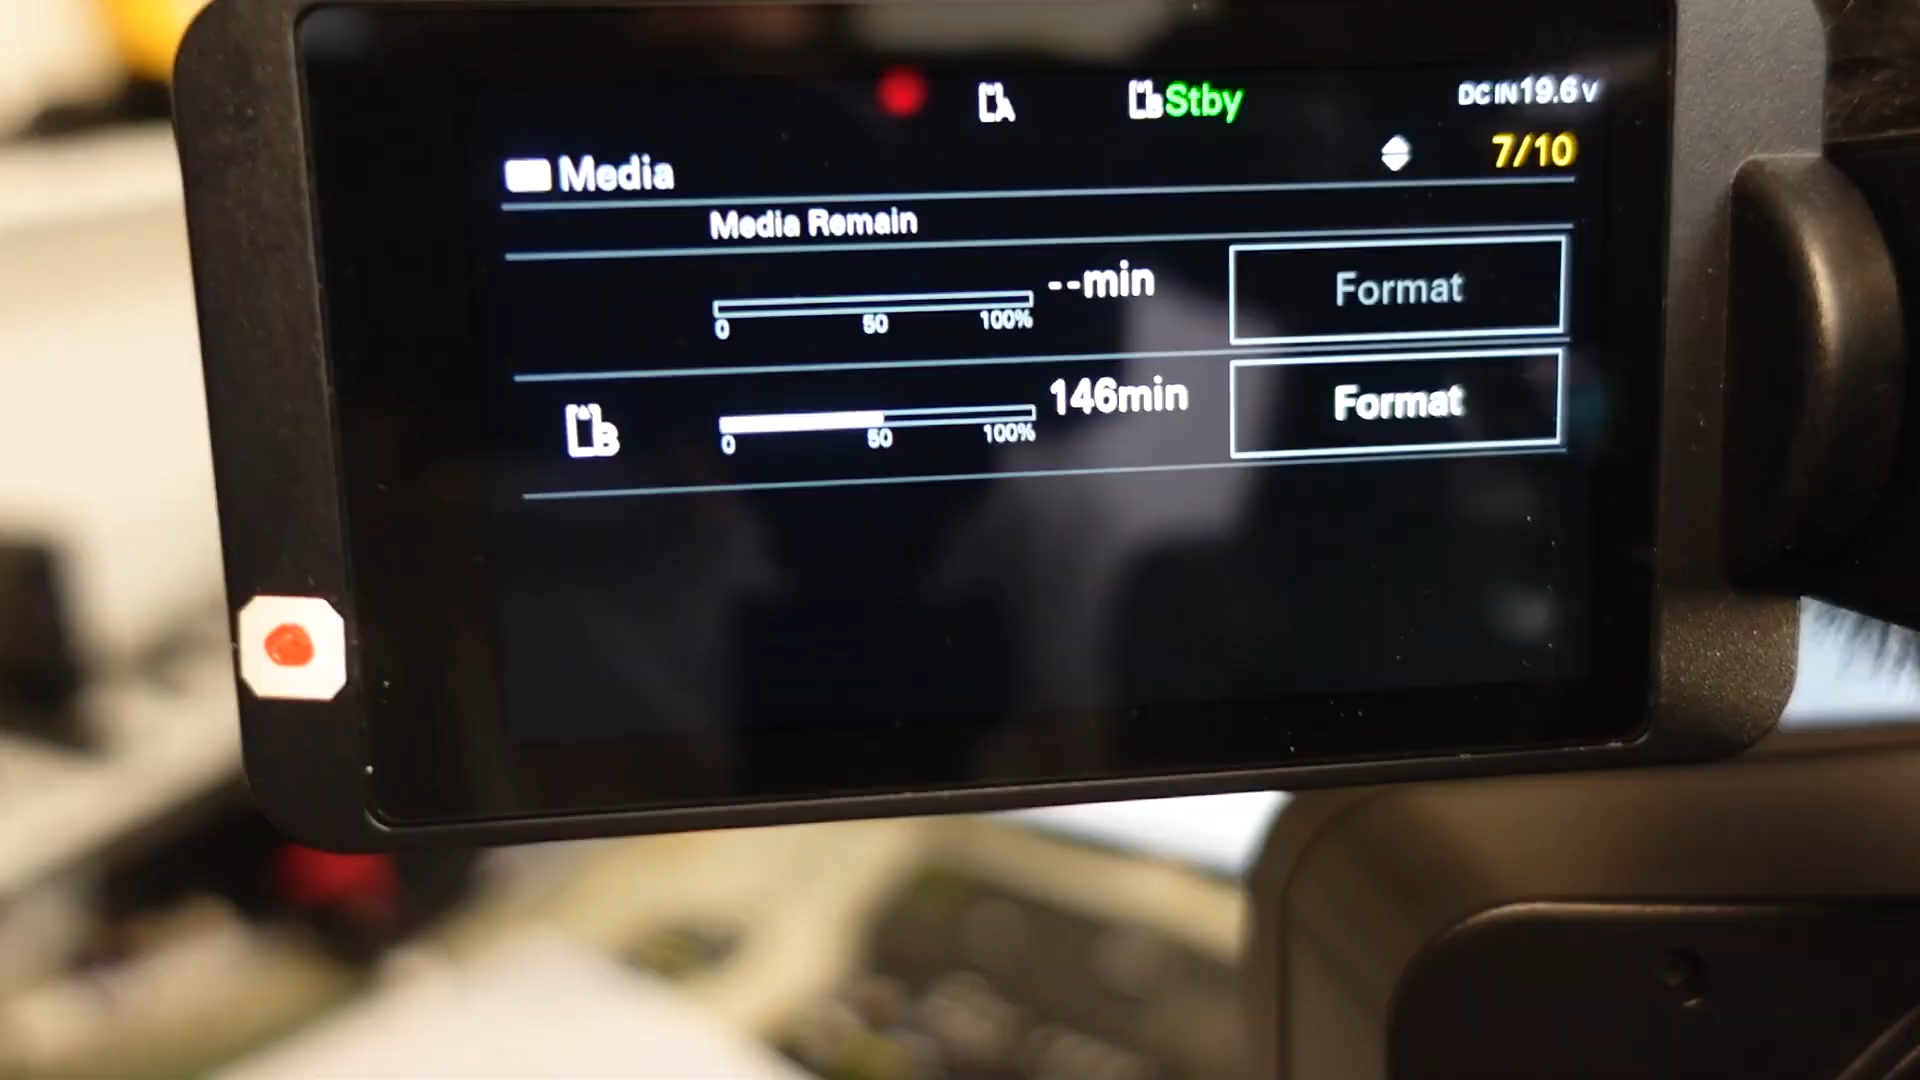 A B Stby DC IN 19.6 V
Media 7/10
Media Remain
--min Format
0 50 100%
B 146min Format
0 50 100%